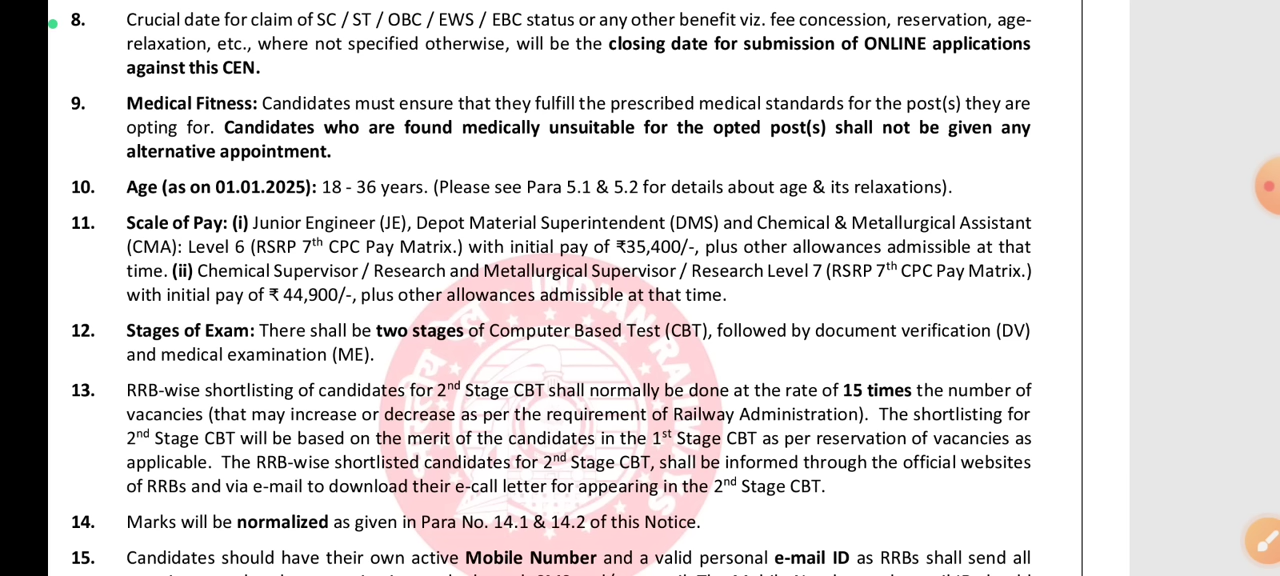 8. Crucial date for claim of SC / ST / OBC / EWS / EBC status or any other benefit viz. fee concession, reservation, age-
relaxation, etc., where not specified otherwise, will be the closing date for submission of ONLINE applications
against this CEN.
9. Medical Fitness: Candidates must ensure that they fulfill the prescribed medical standards for the post(s) they are
opting for. Candidates who are found medically unsuitable for the opted post(s) shall not be given any
alternative appointment.
10. Age (as on 01.01.2025): 18 - 36 years. (Please see Para 5.1 & 5.2 for details about age & its relaxations).
11. Scale of Pay: (i) Junior Engineer (JE), Depot Material Superintendent (DMS) and Chemical & Metallurgical Assistant
(CMA): Level 6 (RSRP 7th CPC Pay Matrix.) with initial pay of ₹35,400/-, plus other allowances admissible at that
time. (ii) Chemical Supervisor / Research and Metallurgical Supervisor / Research Level 7 (RSRP 7th CPC Pay Matrix.)
with initial pay of ₹ 44,900/-, plus other allowances admissible at that time.
12. Stages of Exam: There shall be two stages of Computer Based Test (CBT), followed by document verification (DV)
and medical examination (ME).
13. RRB-wise shortlisting of candidates for 2nd Stage CBT shall normally be done at the rate of 15 times the number of
vacancies (that may increase or decrease as per the requirement of Railway Administration). The shortlisting for
2nd Stage CBT will be based on the merit of the candidates in the 1st Stage CBT as per reservation of vacancies as
applicable. The RRB-wise shortlisted candidates for 2nd Stage CBT, shall be informed through the official websites
of RRBs and via e-mail to download their e-call letter for appearing in the 2nd Stage CBT.
14. Marks will be normalized as given in Para No. 14.1 & 14.2 of this Notice.
15. Candidates should have their own active Mobile Number and a valid personal e-mail ID as RRBs shall send all
INDIAN RAILWAYS